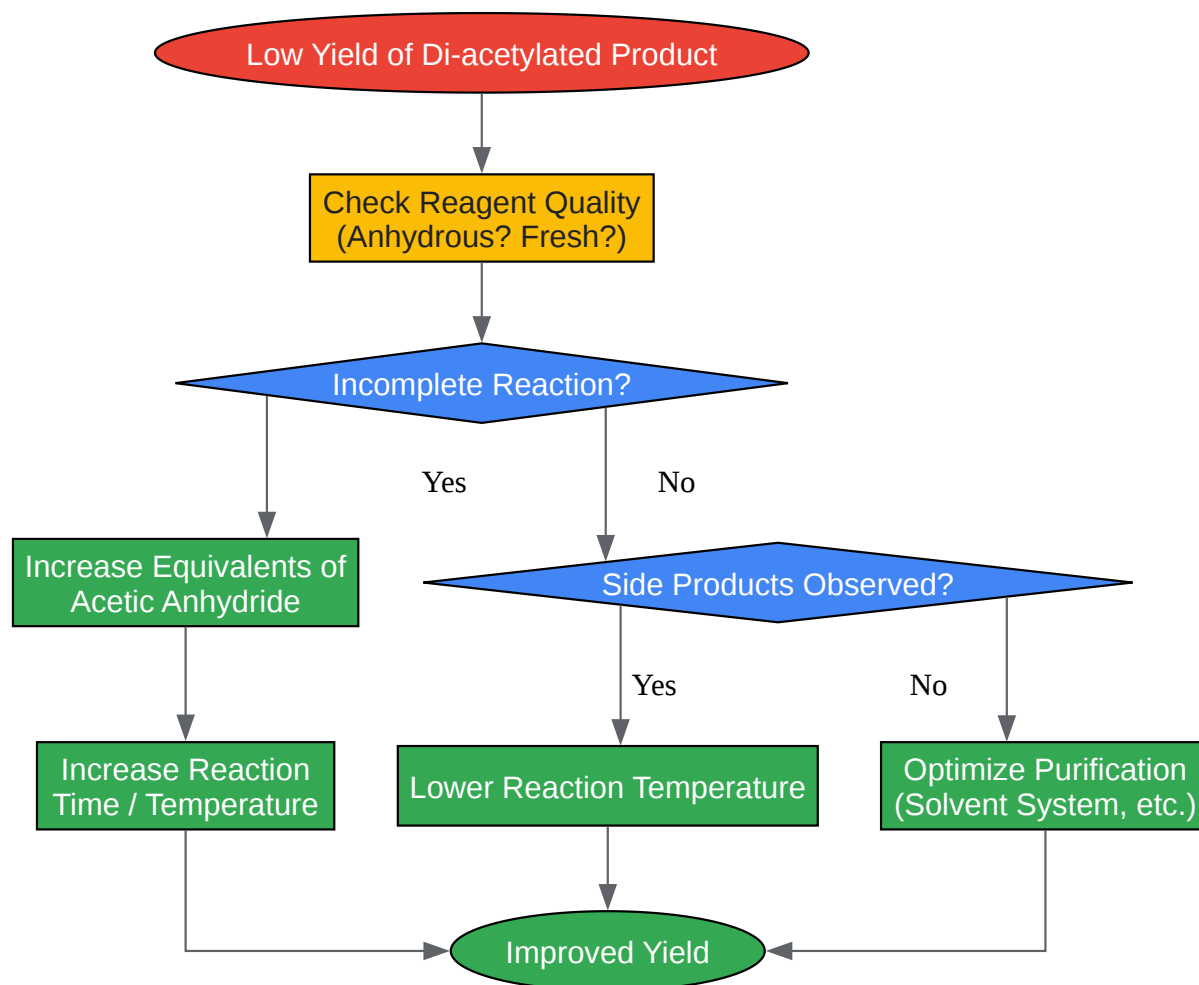 Low Yield of Di-acetylated Product
Check Reagent Quality
(Anhydrous? Fresh?)
Incomplete Reaction?
Yes
No
Increase Equivalents of
Acetic Anhydride
Side Products Observed?
Yes
No
Increase Reaction
Time / Temperature
Lower Reaction Temperature
Optimize Purification
(Solvent System, etc.)
Improved Yield